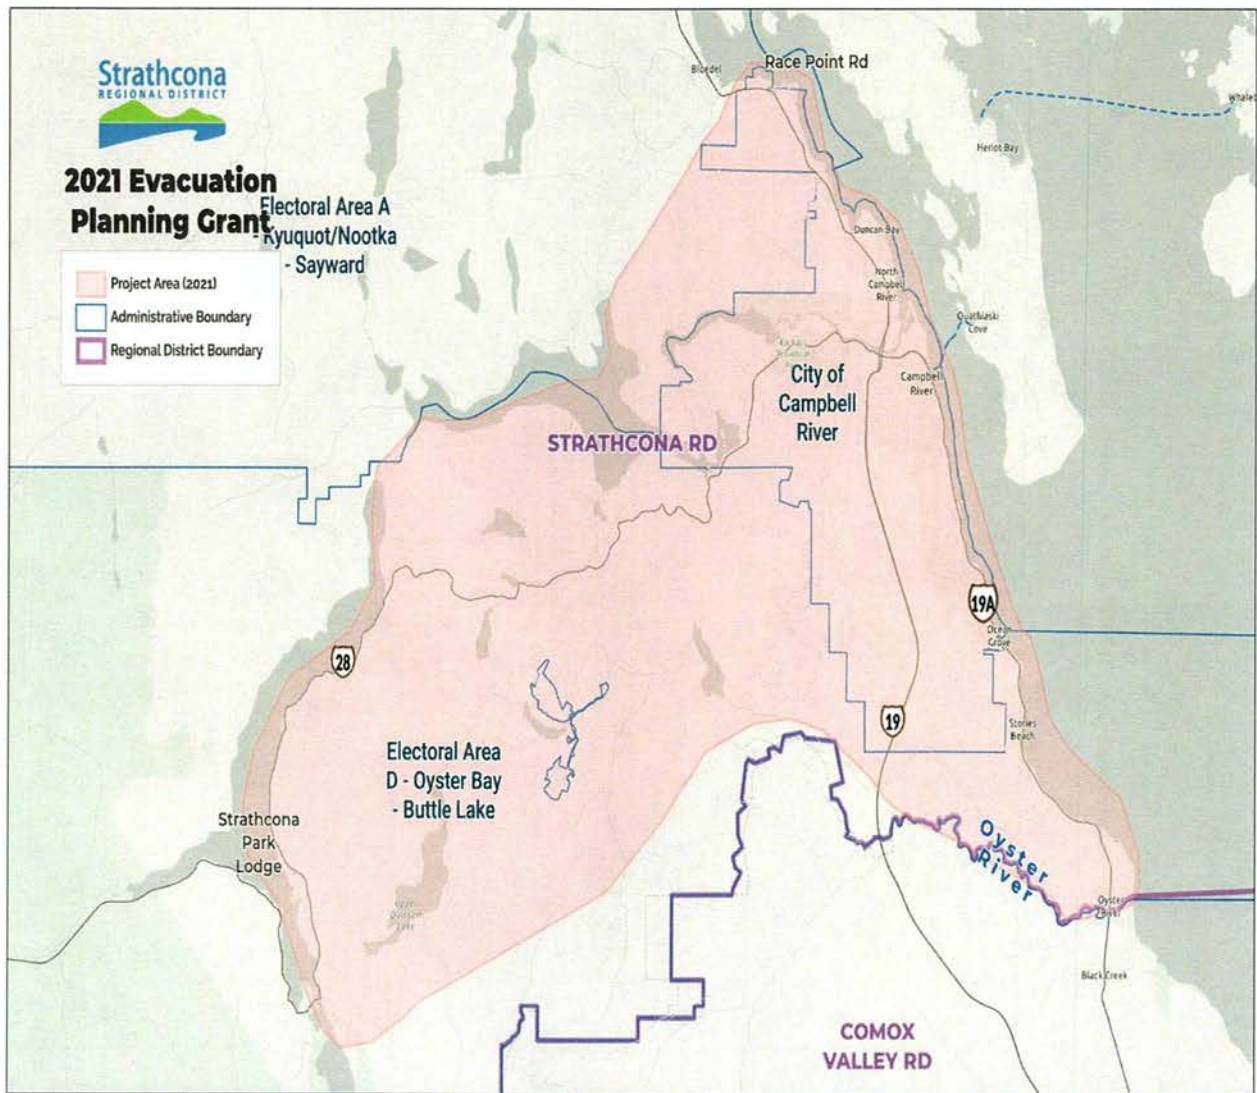 Strathcona
REGIONAL DISTRICT
2021 Evacuation
Planning Grant
Project Area (2021)
Administrative Boundary
Regional District Boundary
Electoral Area A
- Kyuquot/Nootka
- Sayward
Bloedel
Race Point Rd
Heriot Bay
Duncan Bay
North
Campbell
River
Quathiaski
Cove
City of
Campbell
River
Campbell
River
STRATHCONA RD
19A
Ocean
Grove
28
19
Stories
Beach
Electoral Area
D - Oyster Bay
- Buttle Lake
Strathcona
Park
Lodge
Upper
Quinsam
Lake
Oyster
River
Oyster
River
Black Creek
COMOX
VALLEY RD